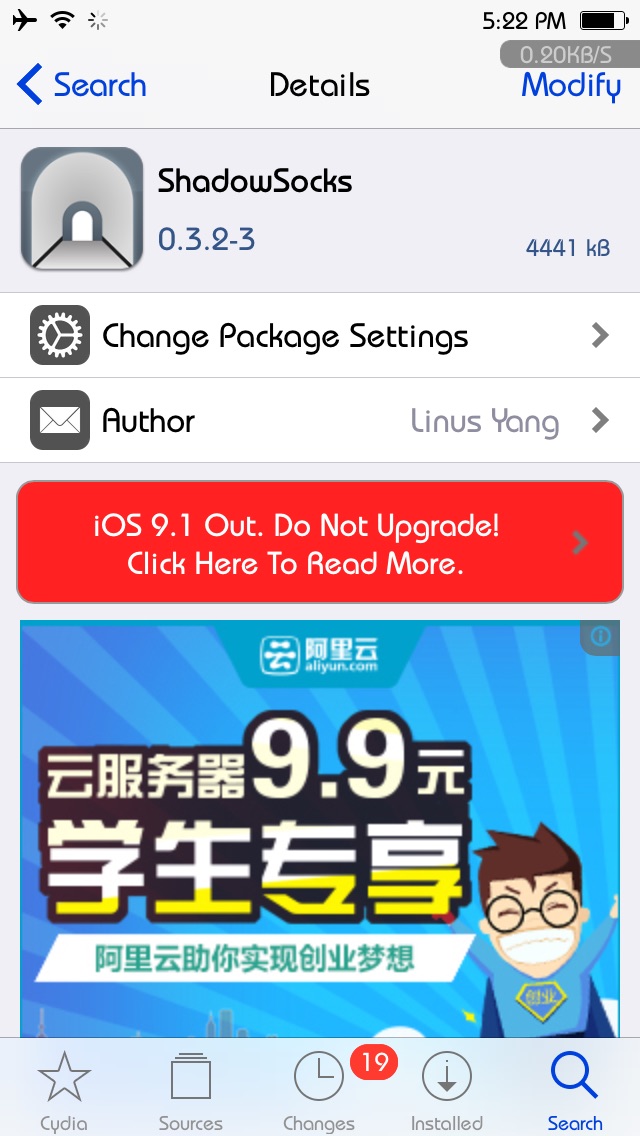 5:22 PM
0.20KB/S
Search
Details
Modify
ShadowSocks
0.3.2-3
4441 kB
Change Package Settings
Author
Linus Yang
iOS 9.1 Out. Do Not Upgrade!
Click Here To Read More.
阿里云
aliyun.com
云服务器9.9元
学生专享
阿里云助你实现创业梦想
创业
19
Cydia
Sources
Changes
Installed
Search